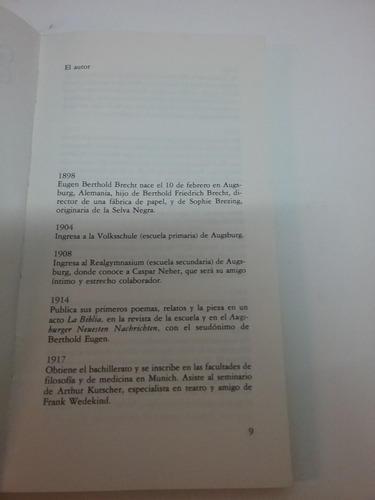 El autor
1898
Eugen Berthold Brecht nace el 10 de febrero en Augs-
burg, Alemania, hijo de Berthold Friedrich Brecht, di-
rector de una fábrica de papel, y de Sophie Brezing,
originaria de la Selva Negra.
1904
Ingresa a la Volksschule (escuela primaria) de Augsburg.
1908
Ingresa al Realgymnasium (escuela secundaria) de Augs-
burg, donde conoce a Caspar Neher, que será su amigo
íntimo y estrecho colaborador.
1914
Publica sus primeros poemas, relatos y la pieza en un
acto La Biblia, en la revista de la escuela y en el Augs-
burger Neuesten Nachrichten, con el seudónimo de
Berthold Eugen.
1917
Obtiene el bachillerato y se inscribe en las facultades de
filosofía y de medicina en Munich. Asiste al seminario
de Arthur Kutscher, especialista en teatro y amigo de
Frank Wedekind.
9